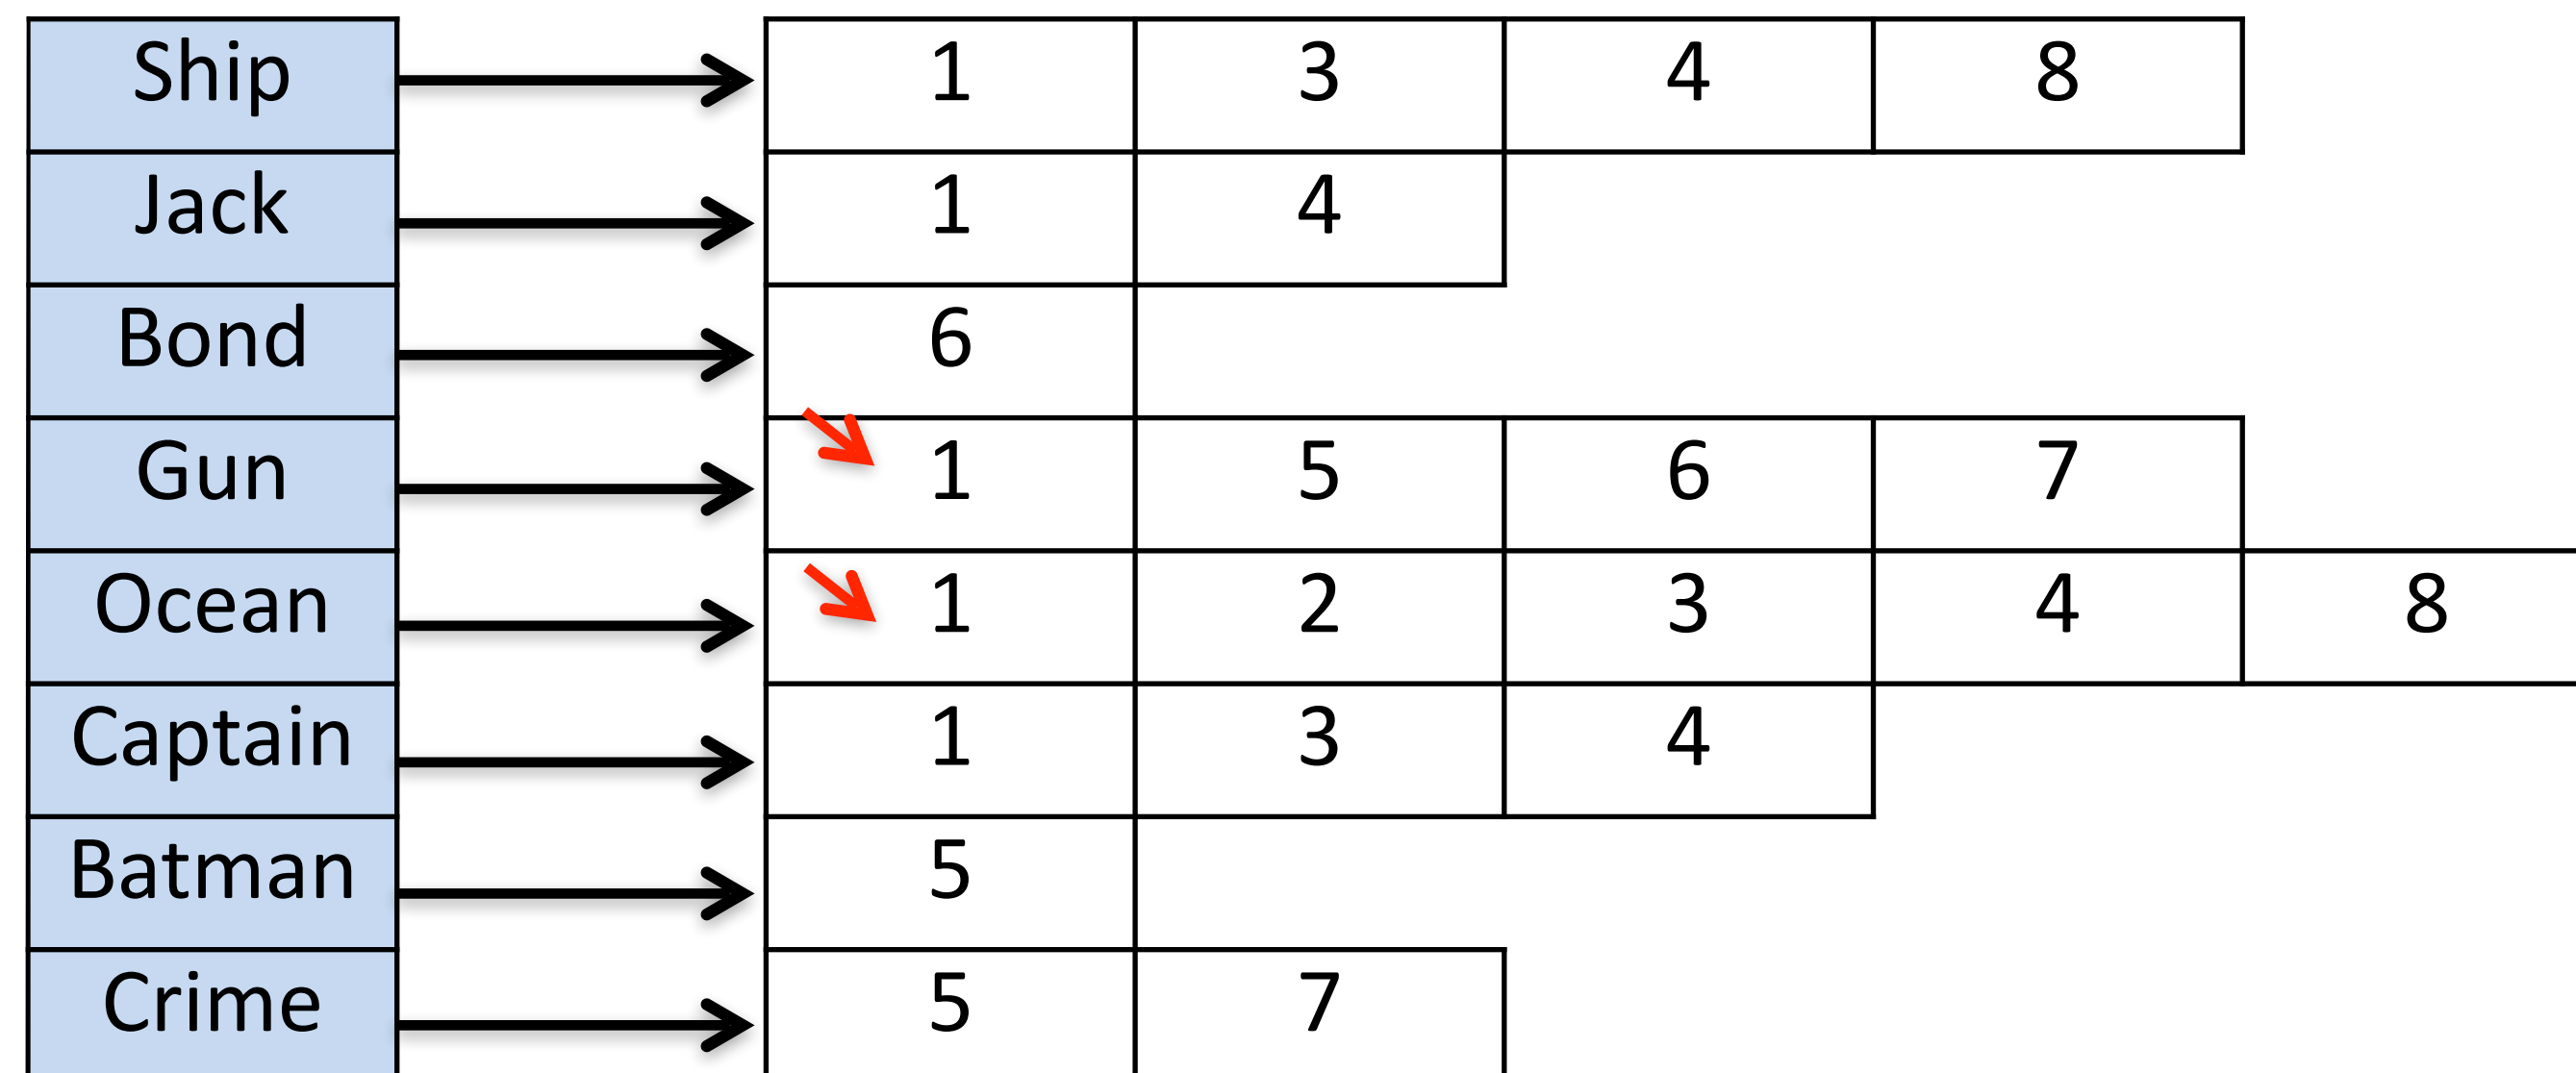 Ship 1 3 4 8
Jack 1 4
Bond 6
Gun 1 5 6 7
Ocean 1 2 3 4 8
Captain 1 3 4
Batman 5
Crime 5 7